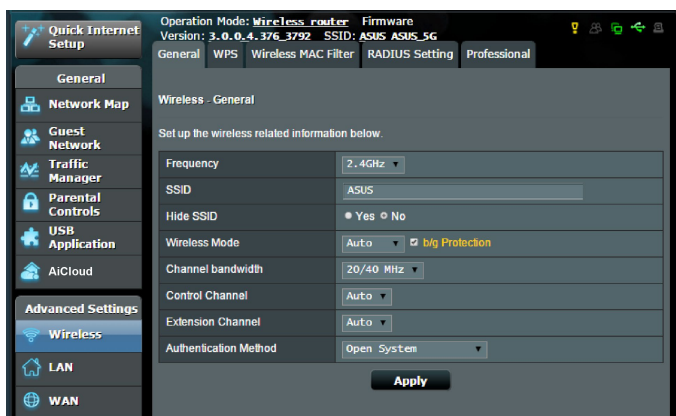 Quick Internet
Setup
General
Network Map
Guest
Network
Traffic
Manager
Parental
Controls
USB
Application
AiCloud
Advanced Settings
Wireless
LAN
WAN
Operation Mode: Wireless router Firmware
Version: 3.0.0.4.376_3792 SSID: ASUS ASUS_5G
General WPS Wireless MAC Filter RADIUS Setting Professional
Wireless - General
Set up the wireless related information below.
Frequency 2.4GHz
SSID ASUS
Hide SSID Yes No
Wireless Mode Auto b/g Protection
Channel bandwidth 20/40 MHz
Control Channel Auto
Extension Channel Auto
Authentication Method Open System
Apply